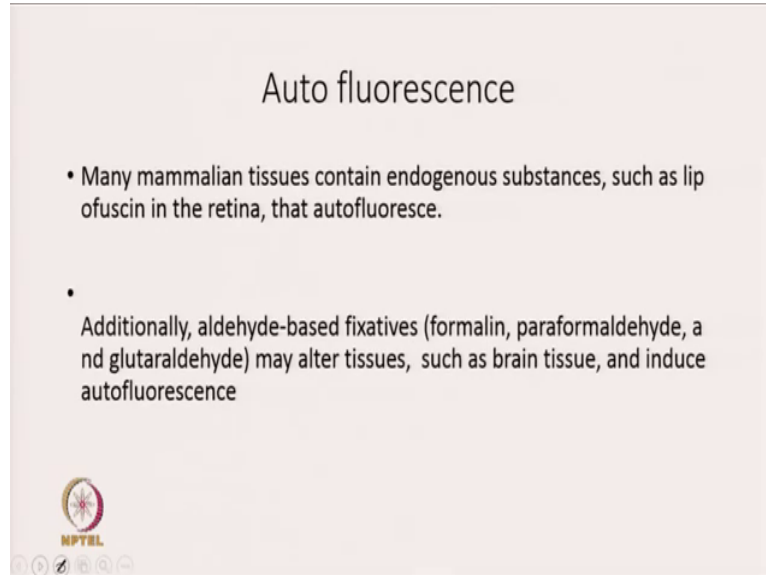 Auto fluorescence
• Many mammalian tissues contain endogenous substances, such as lip
ofuscin in the retina, that autofluoresce.
•
Additionally, aldehyde-based fixatives (formalin, paraformaldehyde, a
nd glutaraldehyde) may alter tissues,  such as brain tissue, and induce
autofluorescence
NPTEL